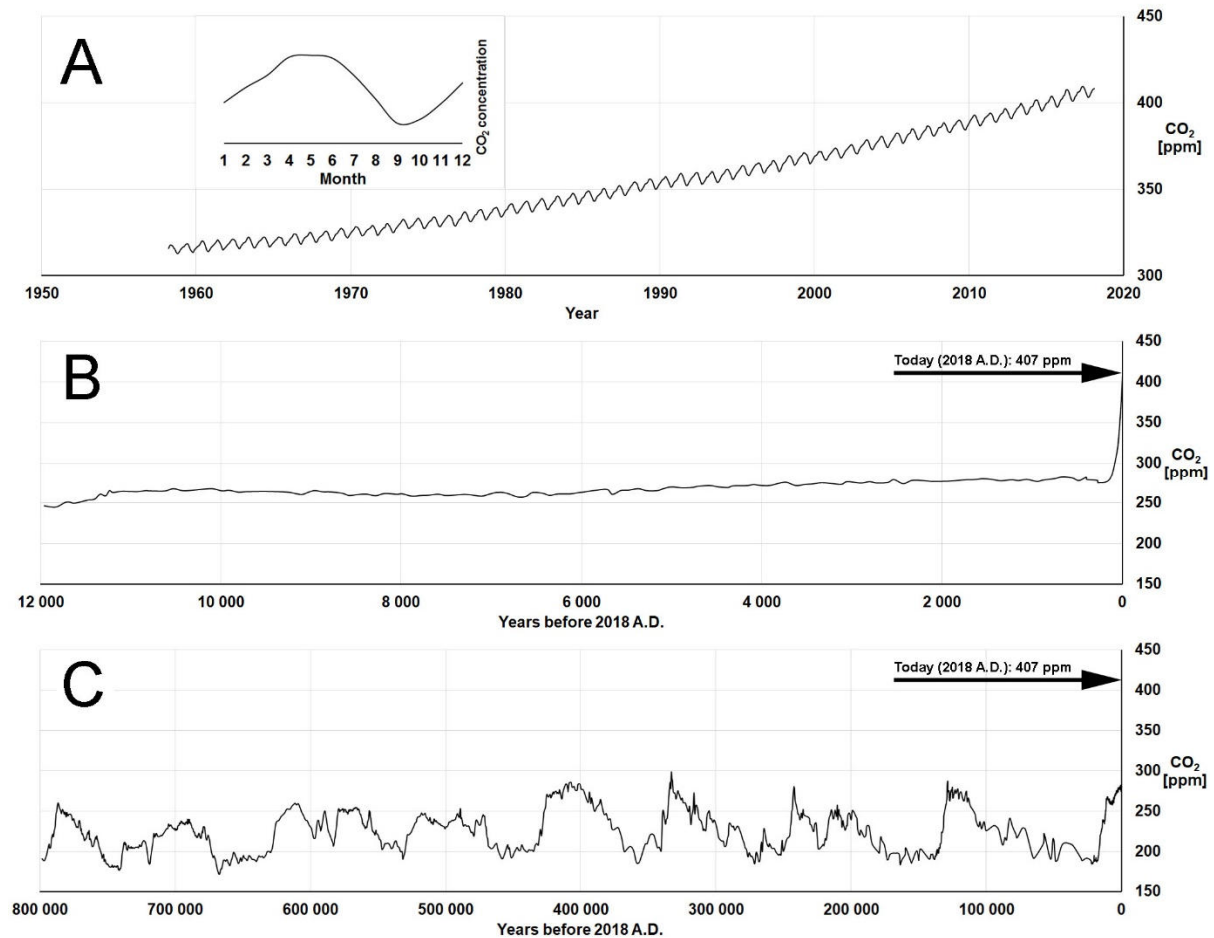 A
CO2 concentration
1 2 3 4 5 6 7 8 9 10 11 12
Month
450
400
CO2
[ppm]
350
300
1950 1960 1970 1980 1990 2000 2010 2020
Year
B
Today (2018 A.D.): 407 ppm
450
400
350
CO2
[ppm]
300
250
200
150
12 000 10 000 8 000 6 000 4 000 2 000 0
Years before 2018 A.D.
C
Today (2018 A.D.): 407 ppm
450
400
350
CO2
[ppm]
300
250
200
150
800 000 700 000 600 000 500 000 400 000 300 000 200 000 100 000 0
Years before 2018 A.D.